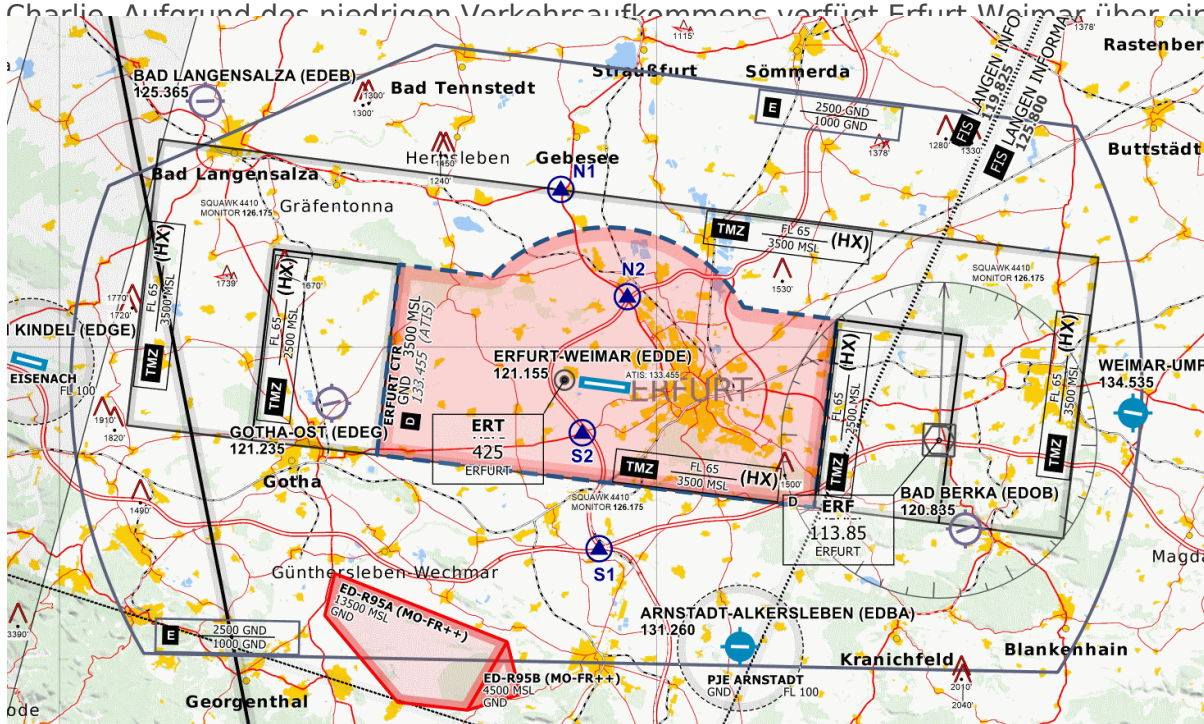 Charlie. Aufgrund des niedrigen Verkehrsaufkommens verfügt Erfurt-Weimar über ein
1115'
1378'
Rastenber
Straußfurt
Sömmerda
BAD LANGENSALZA (EDEB)
125.365
Bad Tennstedt
1300'
1300'
E
2500 GND
1000 GND
FIS LANGEN INFO
119.825
FIS LANGEN INFORMA
125.800
1280'
1330'
1378'
Buttstädt
1450'
1240'
Gebesee
N1
Bad Langensalza
SQUAWK 4410
MONITOR 126.175
Gräfentonna
TMZ
FL 65
3500 MSL
(HX)
SQUAWK 4410
MONITOR 126.175
1739'
1670'
N2
1530'
1770'
1720'
TMZ
FL 65
3500 MSL
(HX)
TMZ
FL 65
2500 MSL
(HX)
KINDEL (EDGE)
EISENACH
FL 100
ERFURT CTR
GND
3500 MSL
133.455 (ATIS)
D
ERFURT-WEIMAR (EDDE)
121.155
ATIS: 133.455
ERFURT
TMZ
FL 65
2500 MSL
(HX)
TMZ
FL 65
3500 MSL
(HX)
WEIMAR-UMP
134.535
1910'
1820'
GOTHA-OST (EDEG)
121.235
ERT
425
ERFURT
S2
TMZ
FL 65
3500 MSL
(HX)
1500'
D
Gotha
1490'
SQUAWK 4410
MONITOR 126.175
ERF
113.85
ERFURT
BAD BERKA (EDOB)
120.835
S1
Magda
Günthersleben-Wechmar
ED-R95A (MO-FR++)
13500 MSL
GND
ARNSTADT-ALKERSLEBEN (EDBA)
131.260
3390'
E
2500 GND
1000 GND
Kranichfeld
Blankenhain
ED-R95B (MO-FR++)
4500 MSL
GND
PJE ARNSTADT
GND
FL 100
2010'
2040'
Georgenthal
ode